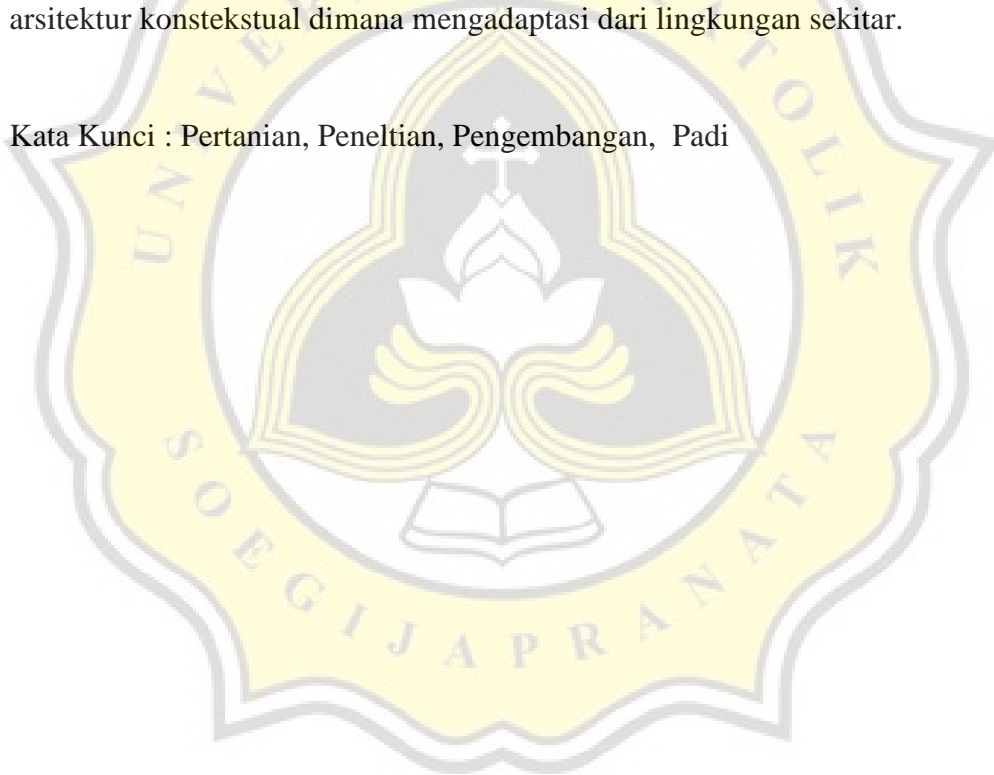 arsitektur konstekstual dimana mengadaptasi dari lingkungan sekitar.
Kata Kunci : Pertanian, Peneltian, Pengembangan, Padi
SOEGIJAPRANATA